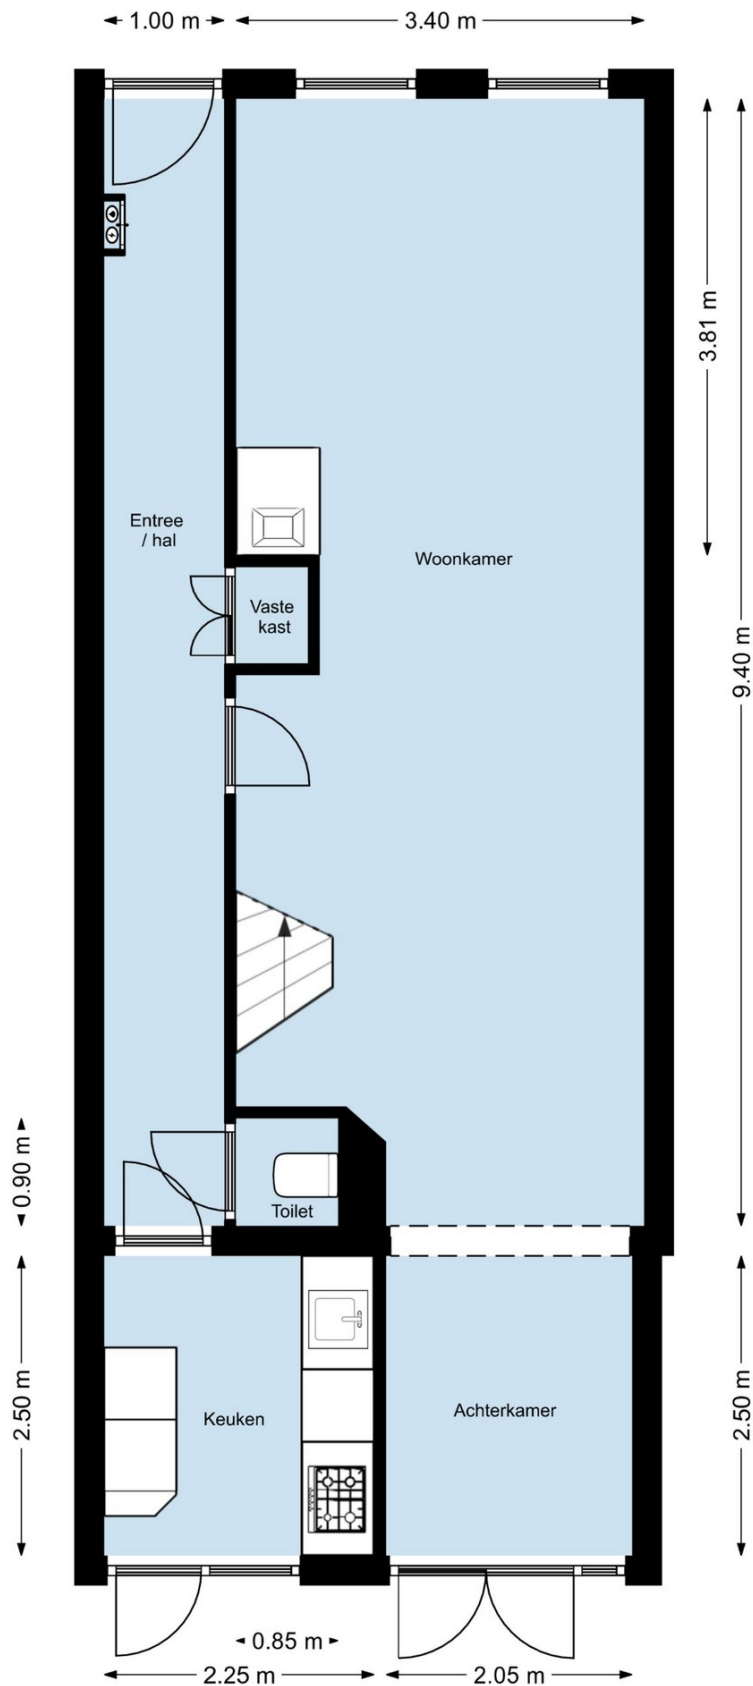 1.00 m
3.40 m
3.81 m
9.40 m
Entree
/ hal
Woonkamer
Vaste
kast
0.90 m
Toilet
2.50 m
Keuken
Achterkamer
2.50 m
0.85 m
2.25 m
2.05 m